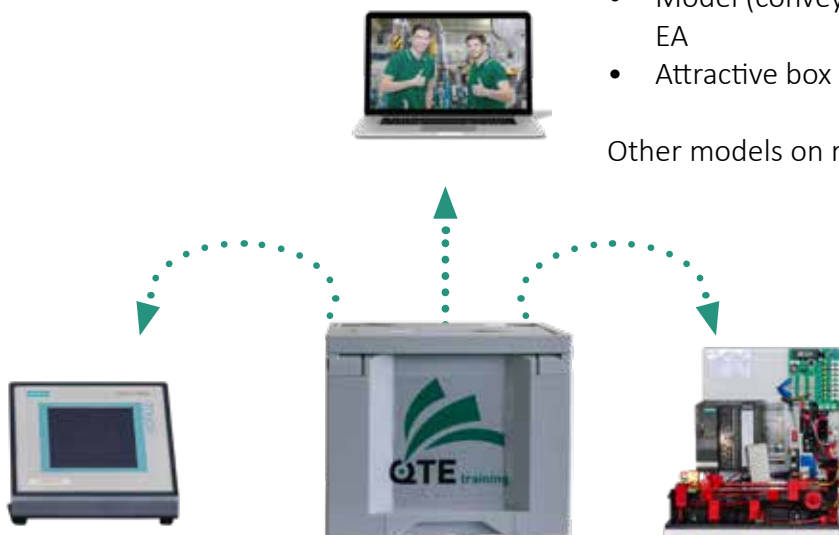 • Model (convey
EA
• Attractive box
Other models on r
QTE training